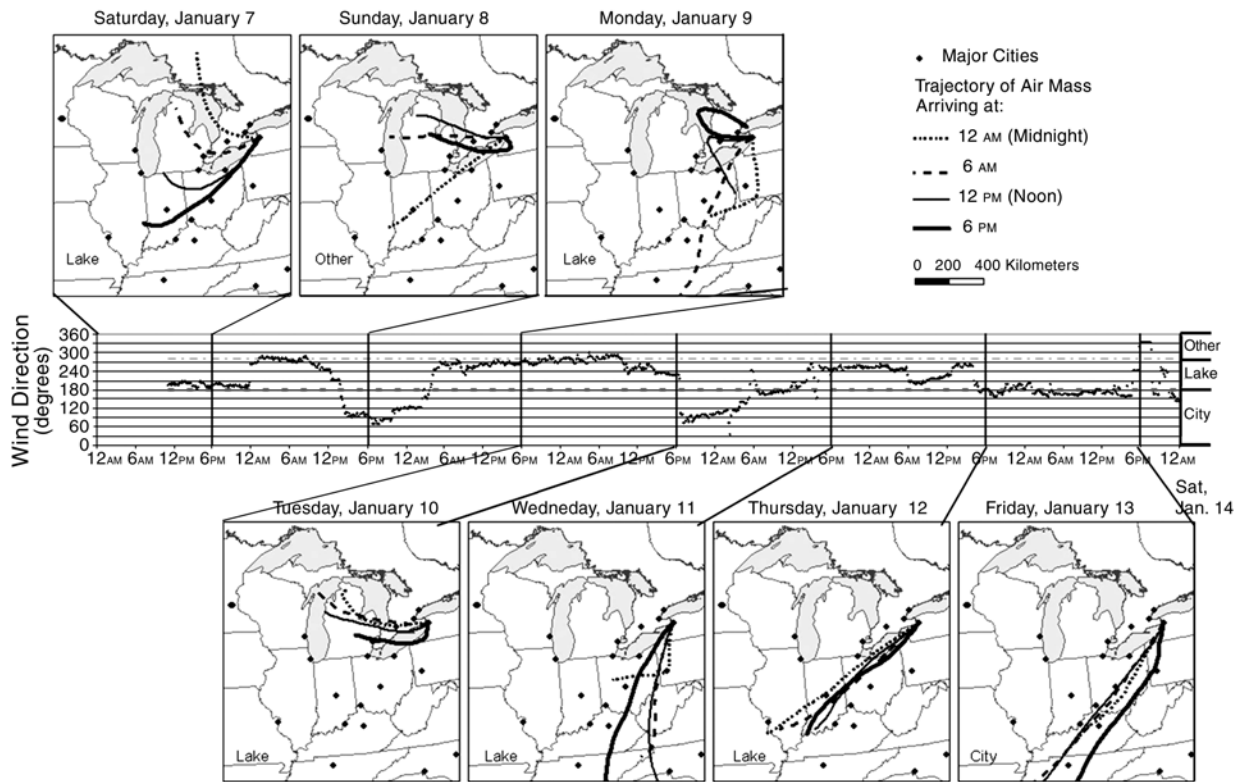 Saturday, January 7
Sunday, January 8
Monday, January 9
Lake
Other
Lake
Major Cities
Trajectory of Air Mass
Arriving at:
12 AM (Midnight)
6 AM
12 PM (Noon)
6 PM
0 200 400 Kilometers
Wind Direction
(degrees)
360
300
240
180
120
60
0
Other
Lake
City
12AM 6AM 12PM 6PM 12AM 6AM 12PM 6PM 12AM 6AM 12PM 6PM 12AM 6AM 12PM 6PM 12AM 6AM 12PM 6PM 12AM 6AM 12PM 6PM 12AM 6AM 12PM 6PM 12AM
Sat,
Jan. 14
Tuesday, January 10
Wedneday, January 11
Thursday, January 12
Friday, January 13
Lake
Lake
Lake
City